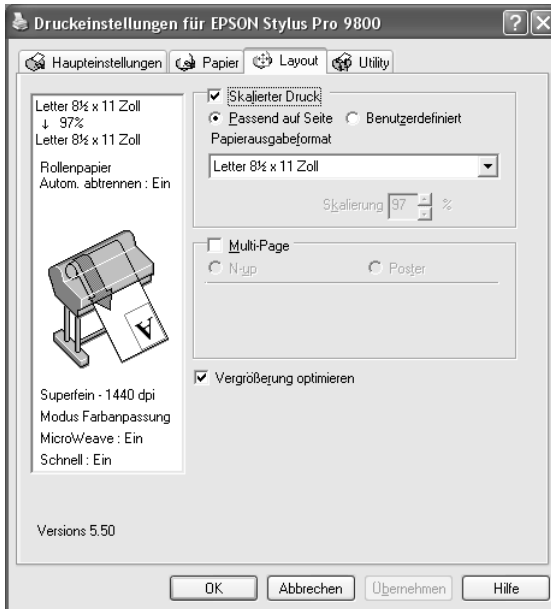 Druckeinstellungen für EPSON Stylus Pro 9800
Haupteinstellungen Papier Layout Utility
Letter 8½ x 11 Zoll
↓ 97%
Letter 8½ x 11 Zoll
Rollenpapier
Autom. abtrennen : Ein
A
Superfein - 1440 dpi
Modus Farbanpassung
MicroWeave : Ein
Schnell : Ein
Versions 5.50
Skalierter Druck
Passend auf Seite Benutzerdefiniert
Papierausgabeformat
Letter 8½ x 11 Zoll
Skalierung 97 %
Multi-Page
N-up Poster
Vergrößerung optimieren
OK Abbrechen Übernehmen Hilfe